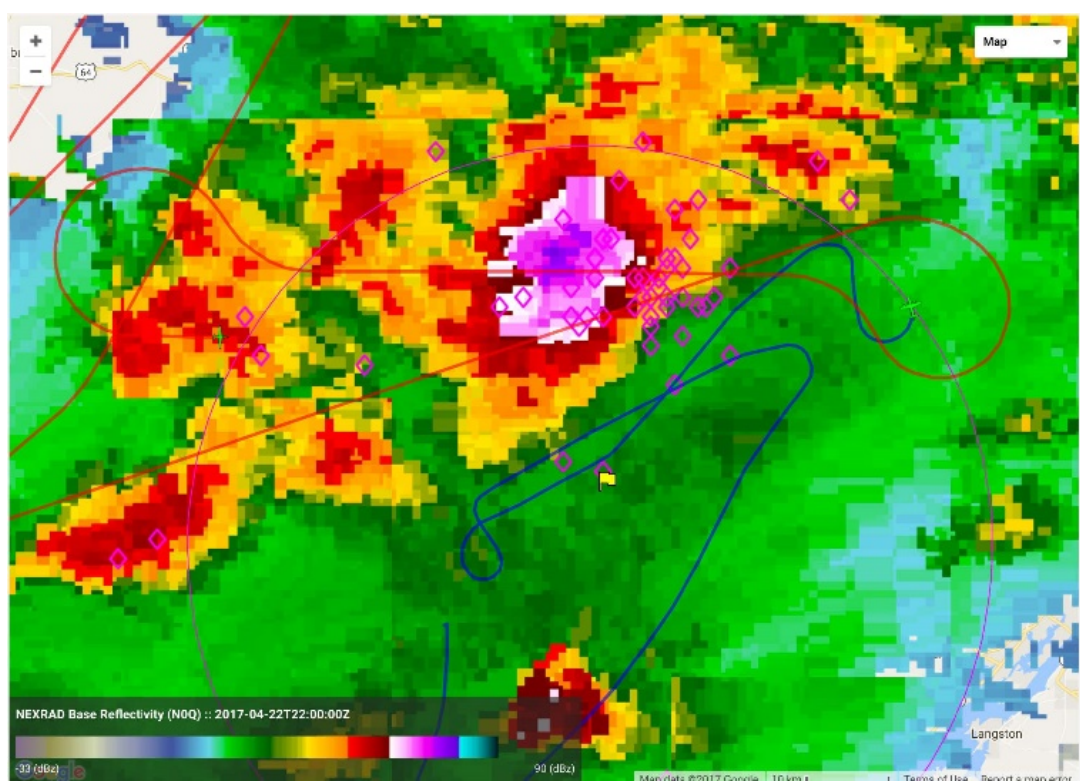 +
Map
64
−
NEXRAD Base Reflectivity (N0Q) :: 2017-04-22T22:00:00Z
-33 (dBz) 90 (dBz)
Langston
Map data ©2017 Google 10 km Terms of Use Report a map error